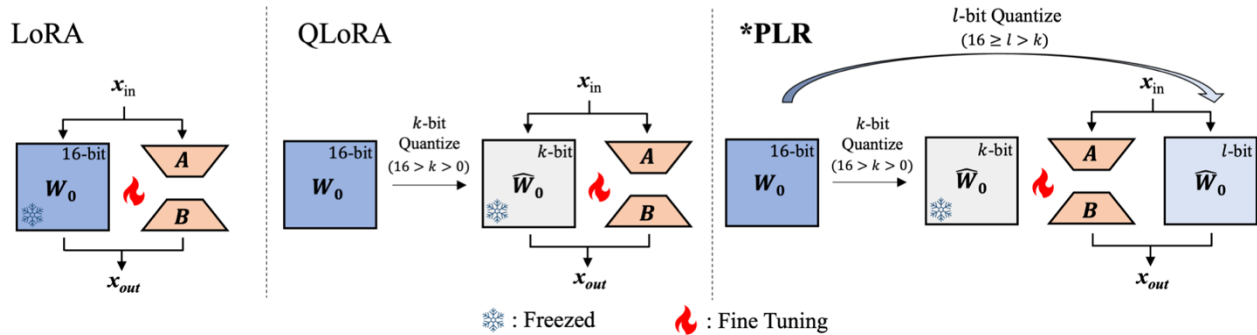 LoRA
x_in
16-bit
W_0
A
B
x_out
QLoRA
16-bit
W_0
k-bit
Quantize
(16 > k > 0)
x_in
k-bit
Ŵ_0
A
B
x_out
*PLR
l-bit Quantize
(16 ≥ l > k)
16-bit
W_0
k-bit
Quantize
(16 > k > 0)
x_in
k-bit
Ŵ_0
A
B
l-bit
Ŵ_0
x_out
: Freezed
: Fine Tuning